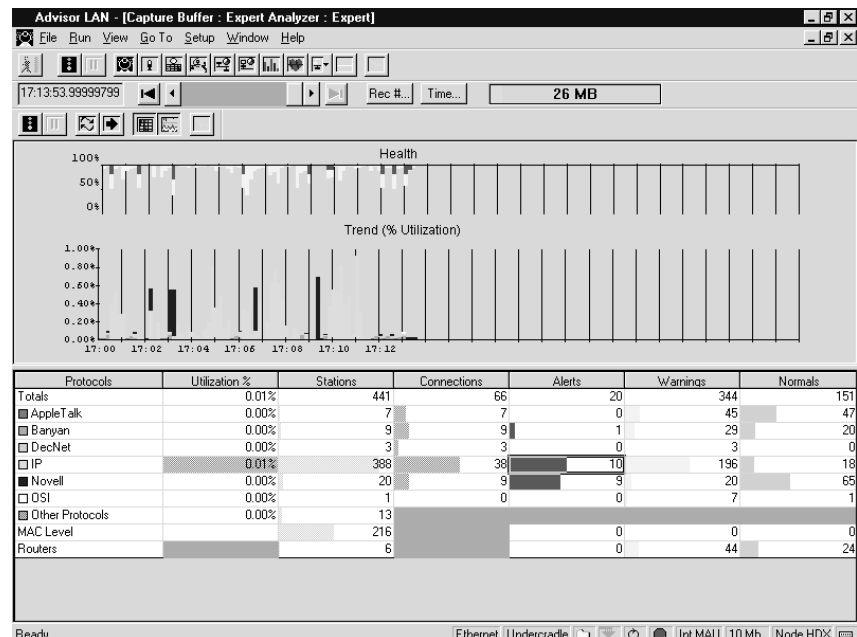 Advisor LAN - [Capture Buffer : Expert Analyzer : Expert]
File Run View Go To Setup Window Help
17:13:53.99999799 Rec #... Time... 26 MB
Health
100%
50%
0%
Trend (% Utilization)
1.00%
0.80%
0.60%
0.40%
0.20%
0.00%
17:00 17:02 17:04 17:06 17:08 17:10 17:12
Protocols Utilization % Stations Connections Alerts Warnings Normals
Totals 0.01% 441 66 20 344 151
AppleTalk 0.00% 7 7 0 45 47
Banyan 0.00% 9 9 1 29 20
DecNet 0.00% 3 3 0 3 0
IP 0.01% 388 38 10 196 18
Novell 0.00% 20 9 9 20 65
OSI 0.00% 1 0 0 7 1
Other Protocols 0.00% 13
MAC Level 216 0 0 0
Routers 6 0 44 24
Ready Ethernet Undercradle Int MAU 10 Mb Node HDX